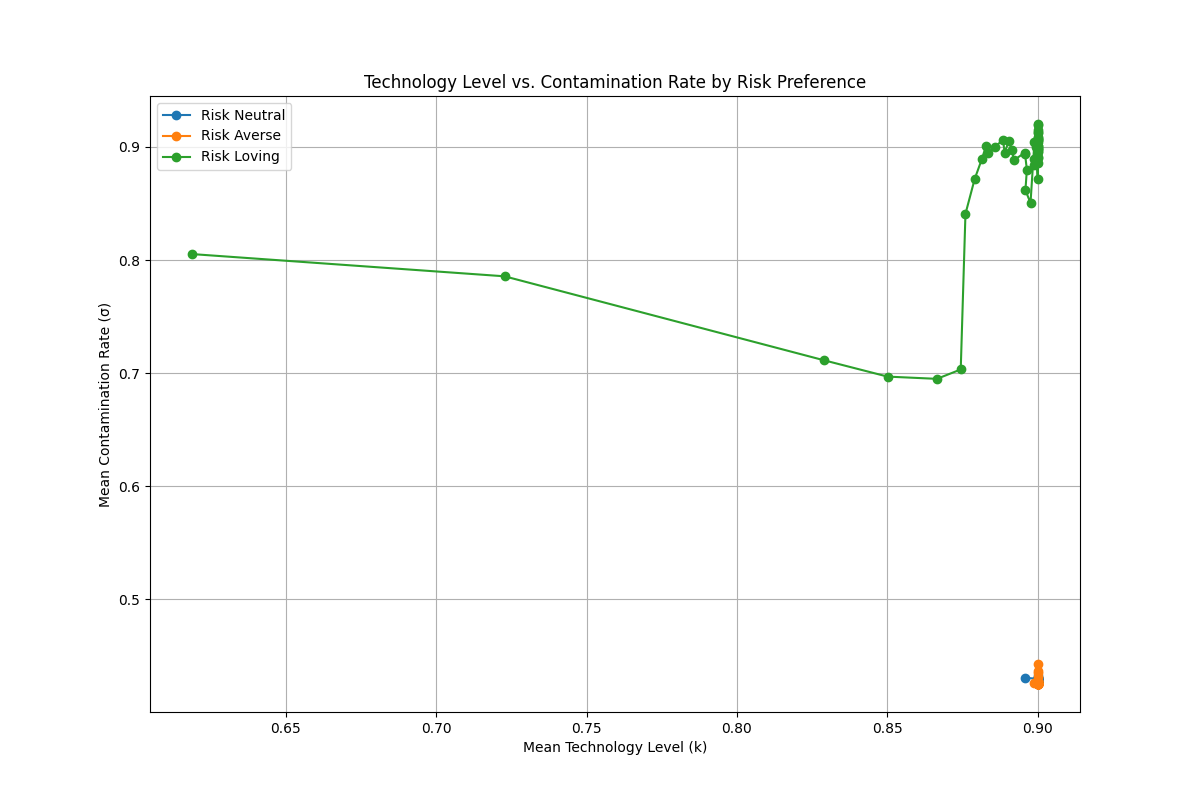 Technology Level vs. Contamination Rate by Risk Preference
Risk Neutral
Risk Averse
Risk Loving
Mean Contamination Rate (σ)
0.9
0.8
0.7
0.6
0.5
0.65 0.70 0.75 0.80 0.85 0.90
Mean Technology Level (k)